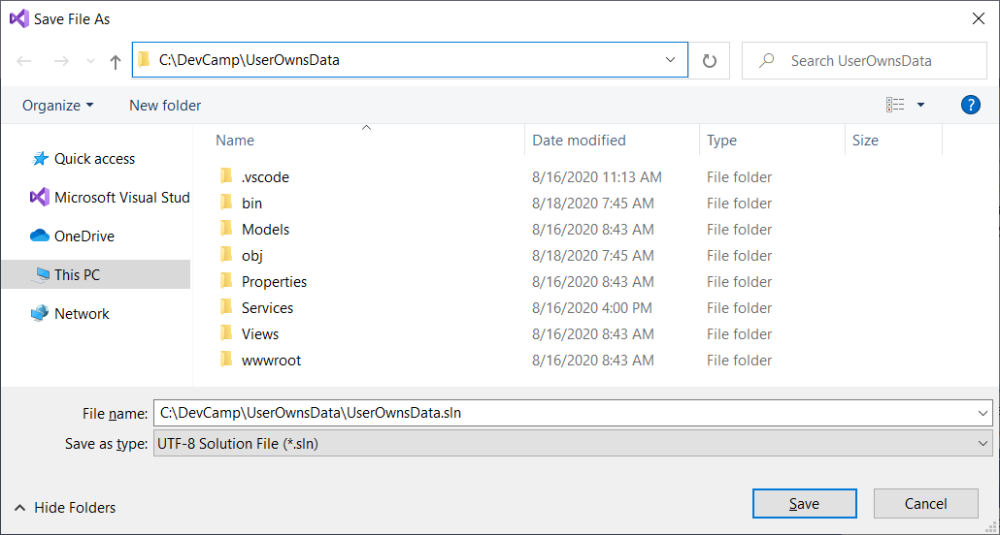 Save File As
C:\DevCamp\UserOwnsData
Search UserOwnsData
Organize
New folder
?
Name Date modified Type Size
Quick access
Microsoft Visual Stud
OneDrive
This PC
Network
.vscode 8/16/2020 11:13 AM File folder
bin 8/18/2020 7:45 AM File folder
Models 8/16/2020 8:43 AM File folder
obj 8/18/2020 7:45 AM File folder
Properties 8/16/2020 8:43 AM File folder
Services 8/16/2020 4:00 PM File folder
Views 8/16/2020 8:43 AM File folder
wwwroot 8/16/2020 8:43 AM File folder
File name: C:\DevCamp\UserOwnsData\UserOwnsData.sln
Save as type: UTF-8 Solution File (*.sln)
Hide Folders
Save
Cancel